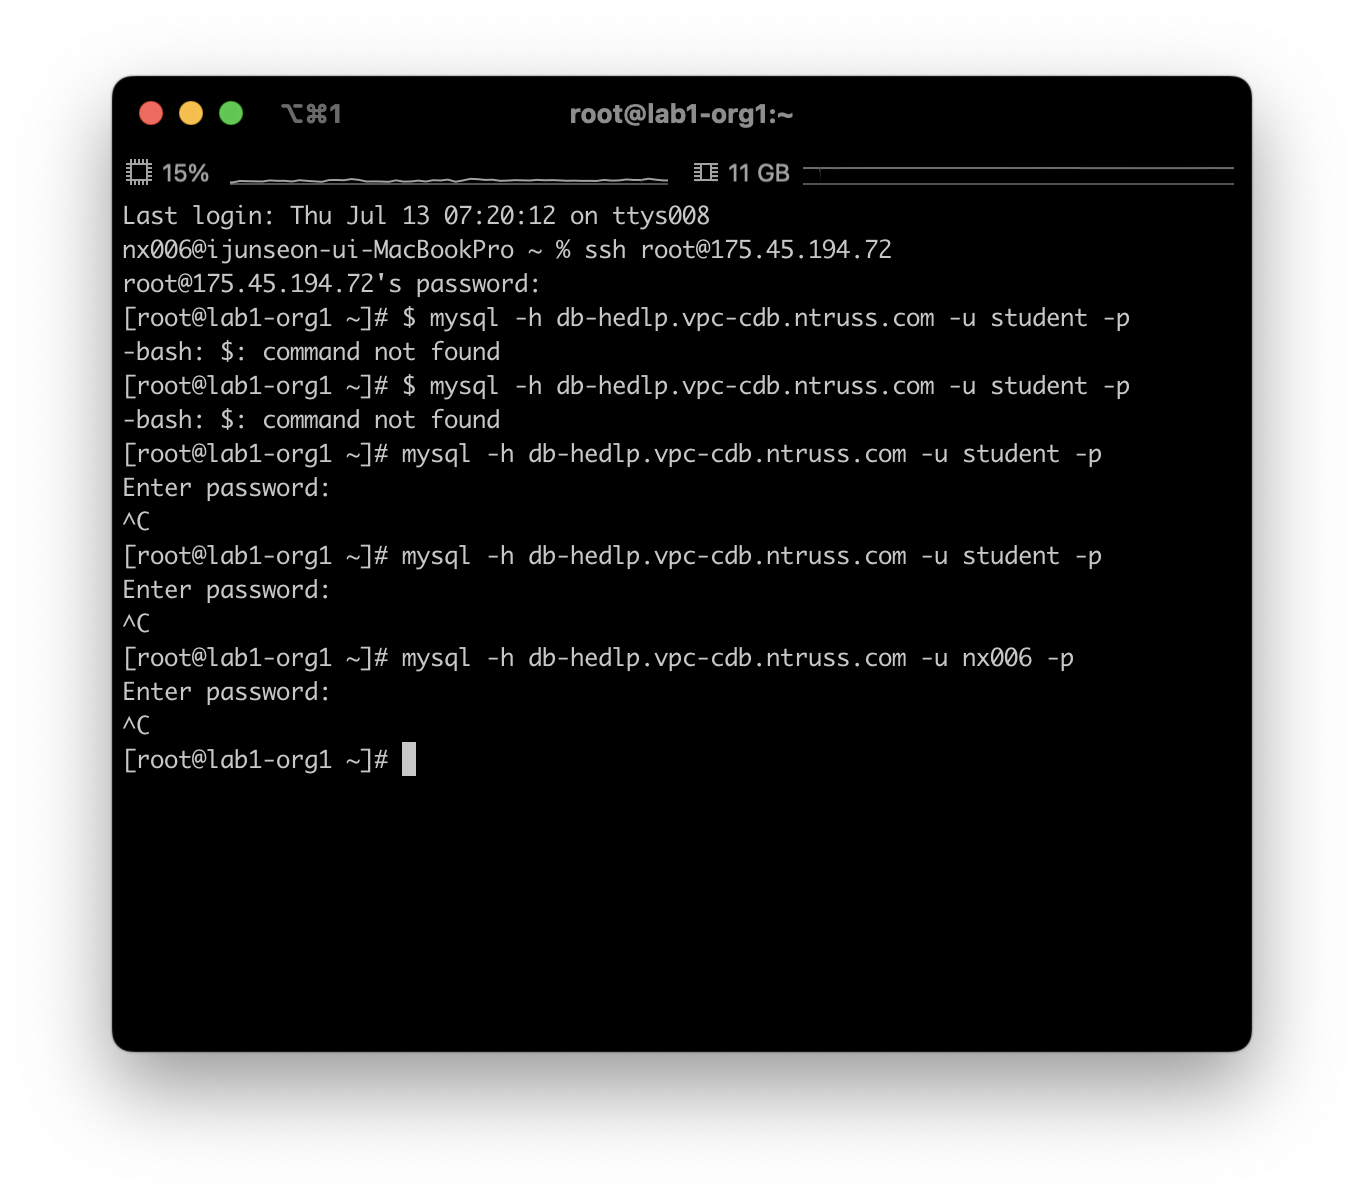 ⌥⌘1 root@lab1-org1:~
15% 11 GB
Last login: Thu Jul 13 07:20:12 on ttys008
nx006@ijunseon-ui-MacBookPro ~ % ssh root@175.45.194.72
root@175.45.194.72's password:
[root@lab1-org1 ~]# $ mysql -h db-hedlp.vpc-cdb.ntruss.com -u student -p
-bash: $: command not found
[root@lab1-org1 ~]# $ mysql -h db-hedlp.vpc-cdb.ntruss.com -u student -p
-bash: $: command not found
[root@lab1-org1 ~]# mysql -h db-hedlp.vpc-cdb.ntruss.com -u student -p
Enter password:
^C
[root@lab1-org1 ~]# mysql -h db-hedlp.vpc-cdb.ntruss.com -u student -p
Enter password:
^C
[root@lab1-org1 ~]# mysql -h db-hedlp.vpc-cdb.ntruss.com -u nx006 -p
Enter password:
^C
[root@lab1-org1 ~]#